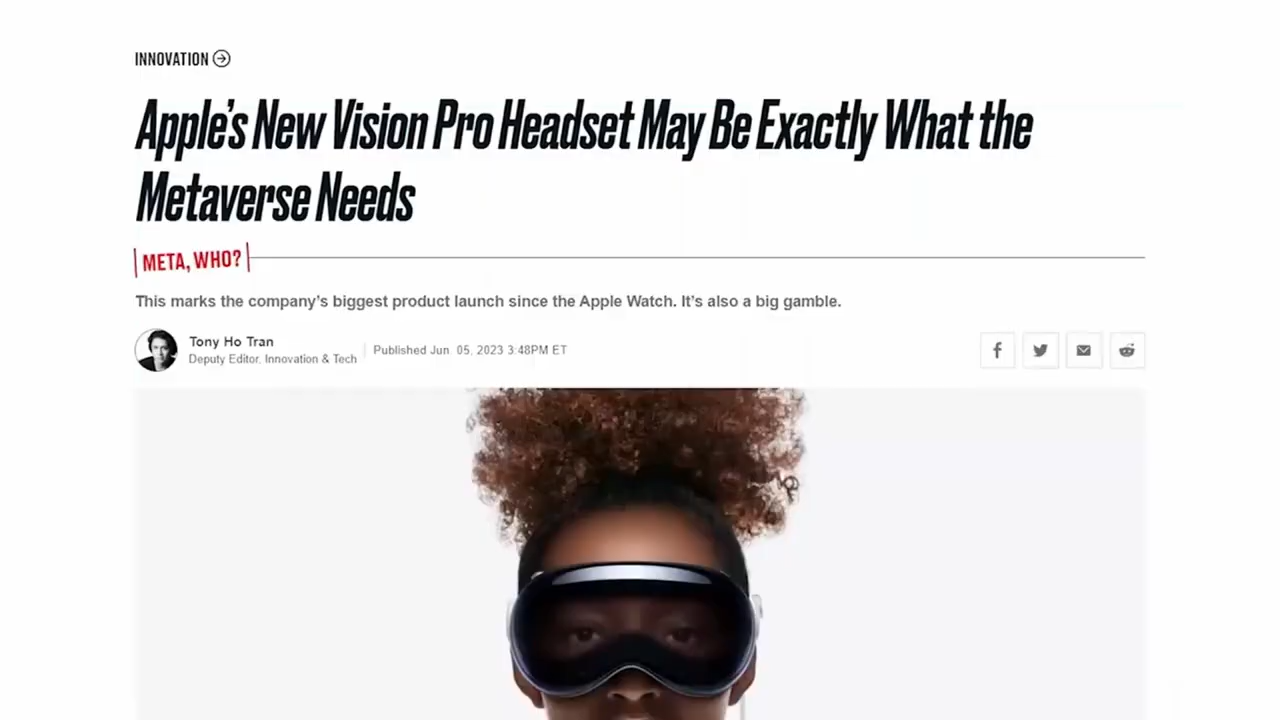 INNOVATION
Apple's New Vision Pro Headset May Be Exactly What the
Metaverse Needs
META, WHO?
This marks the company's biggest product launch since the Apple Watch. It's also a big gamble.
Tony Ho Tran
Deputy Editor, Innovation & Tech
Published Jun. 05, 2023 3:48PM ET